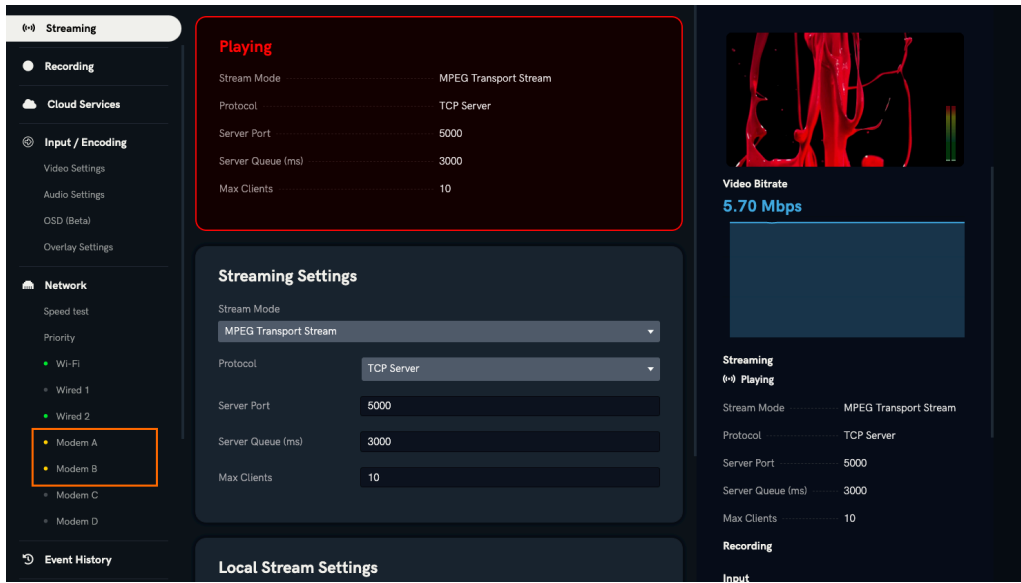 Streaming
Recording
Cloud Services
Input / Encoding
Video Settings
Audio Settings
OSD (Beta)
Overlay Settings
Network
Speed test
Priority
Wi-Fi
Wired 1
Wired 2
Modem A
Modem B
Modem C
Modem D
Event History
Playing
Stream Mode MPEG Transport Stream
Protocol TCP Server
Server Port 5000
Server Queue (ms) 3000
Max Clients 10
Streaming Settings
Stream Mode
MPEG Transport Stream
Protocol TCP Server
Server Port 5000
Server Queue (ms) 3000
Max Clients 10
Local Stream Settings
Video Bitrate
5.70 Mbps
Streaming
Playing
Stream Mode MPEG Transport Stream
Protocol TCP Server
Server Port 5000
Server Queue (ms) 3000
Max Clients 10
Recording
Input